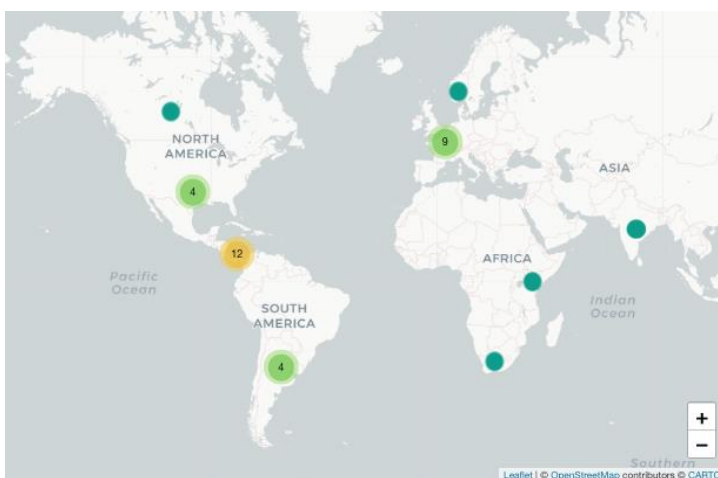 NORTH
AMERICA
9
ASIA
4
12
AFRICA
Pacific
Ocean
Indian
Ocean
SOUTH
AMERICA
4
+
−
Southern
Leaflet | © OpenStreetMap contributors © CARTO